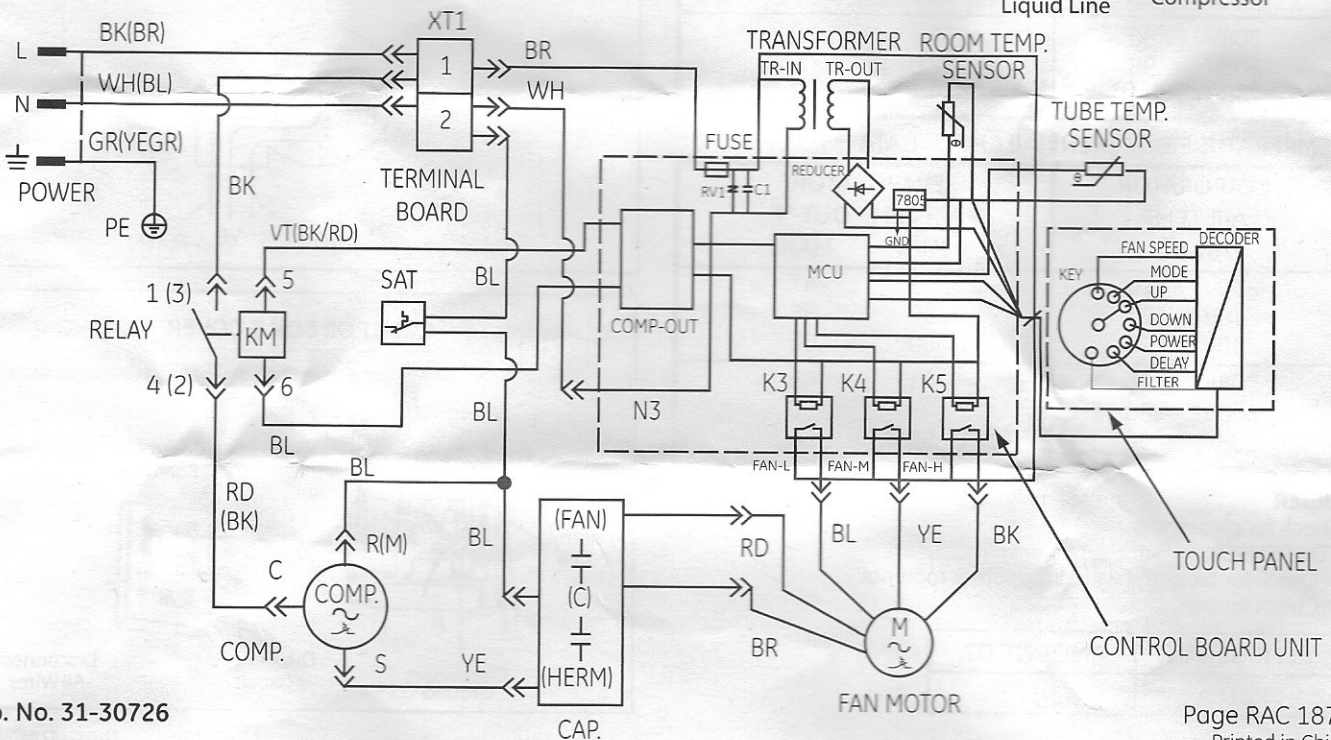 Liquid Line
Compressor
XT1
L
BK(BR)
1
BR
TRANSFORMER
ROOM TEMP.
SENSOR
TR-IN
TR-OUT
WH(BL)
N
2
WH
TUBE TEMP.
SENSOR
θ
θ
GR(YEGR)
FUSE
POWER
BK
TERMINAL
BOARD
RV1
C1
REDUCER
7805
GND
PE
VT(BK/RD)
SAT
BL
MCU
COMP-OUT
DECODER
KEY
FAN SPEED
MODE
UP
DOWN
POWER
DELAY
FILTER
1 (3)
5
RELAY
KM
4 (2)
6
N3
K3
K4
K5
BL
BL
FAN-L
FAN-M
FAN-H
BL
RD
(BK)
R(M)
BL
(FAN)
RD
BL
YE
BK
TOUCH PANEL
C
COMP.
(C)
COMP.
S
YE
(HERM)
BR
M
CONTROL BOARD UNIT
FAN MOTOR
CAP.
. No. 31-30726
Page RAC 187
Printed in Chi